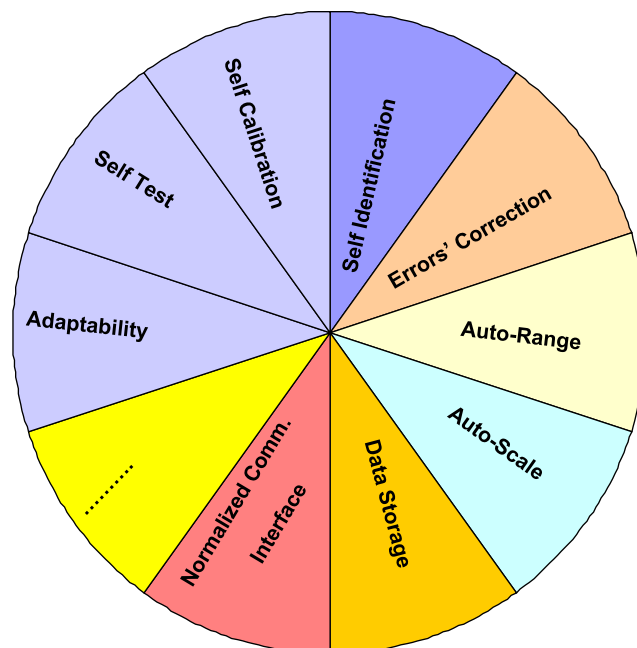 Self Identification
Errors’ Correction
Auto-Range
Auto-Scale
Data Storage
Normalized Comm.
Interface
..........
Adaptability
Self Test
Self Calibration